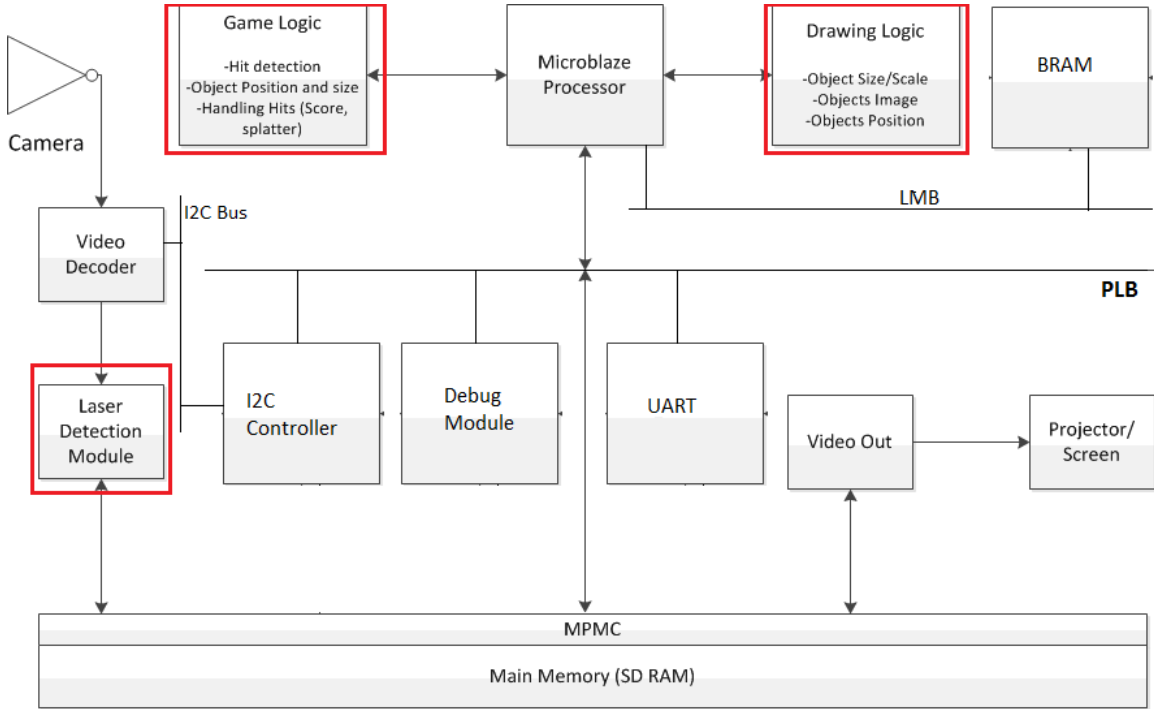 Game Logic
-Hit detection
-Object Position and size
-Handling Hits (Score,
splatter)
Microblaze
Processor
Drawing Logic
-Object Size/Scale
-Objects Image
-Objects Position
BRAM
Camera
LMB
I2C Bus
Video
Decoder
PLB
Laser
Detection
Module
I2C
Controller
Debug
Module
UART
Video Out
Projector/
Screen
MPMC
Main Memory (SD RAM)